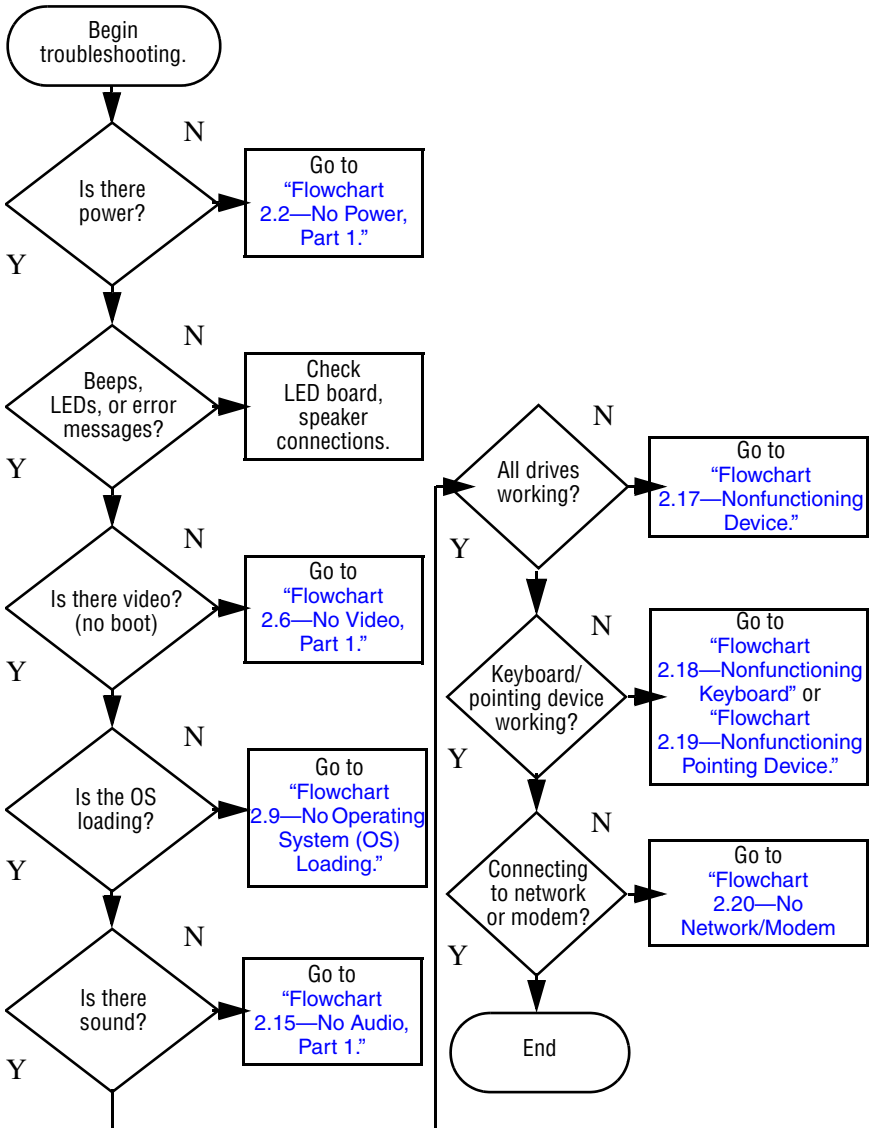 Begin
troubleshooting.
N
Is there
power?
Go to
“Flowchart
2.2—No Power,
Part 1.”
Y
N
Beeps,
LEDs, or error
messages?
Check
LED board,
speaker
connections.
Y
N
Is there video?
(no boot)
Go to
“Flowchart
2.6—No Video,
Part 1.”
Y
N
Is the OS
loading?
Go to
“Flowchart
2.9—No Operating
System (OS)
Loading.”
Y
N
Is there
sound?
Go to
“Flowchart
2.15—No Audio,
Part 1.”
Y
N
All drives
working?
Go to
“Flowchart
2.17—Nonfunctioning
Device.”
Y
N
Keyboard/
pointing device
working?
Go to
“Flowchart
2.18—Nonfunctioning
Keyboard” or
“Flowchart
2.19—Nonfunctioning
Pointing Device.”
Y
N
Connecting
to network
or modem?
Go to
“Flowchart
2.20—No
Network/Modem
Y
End